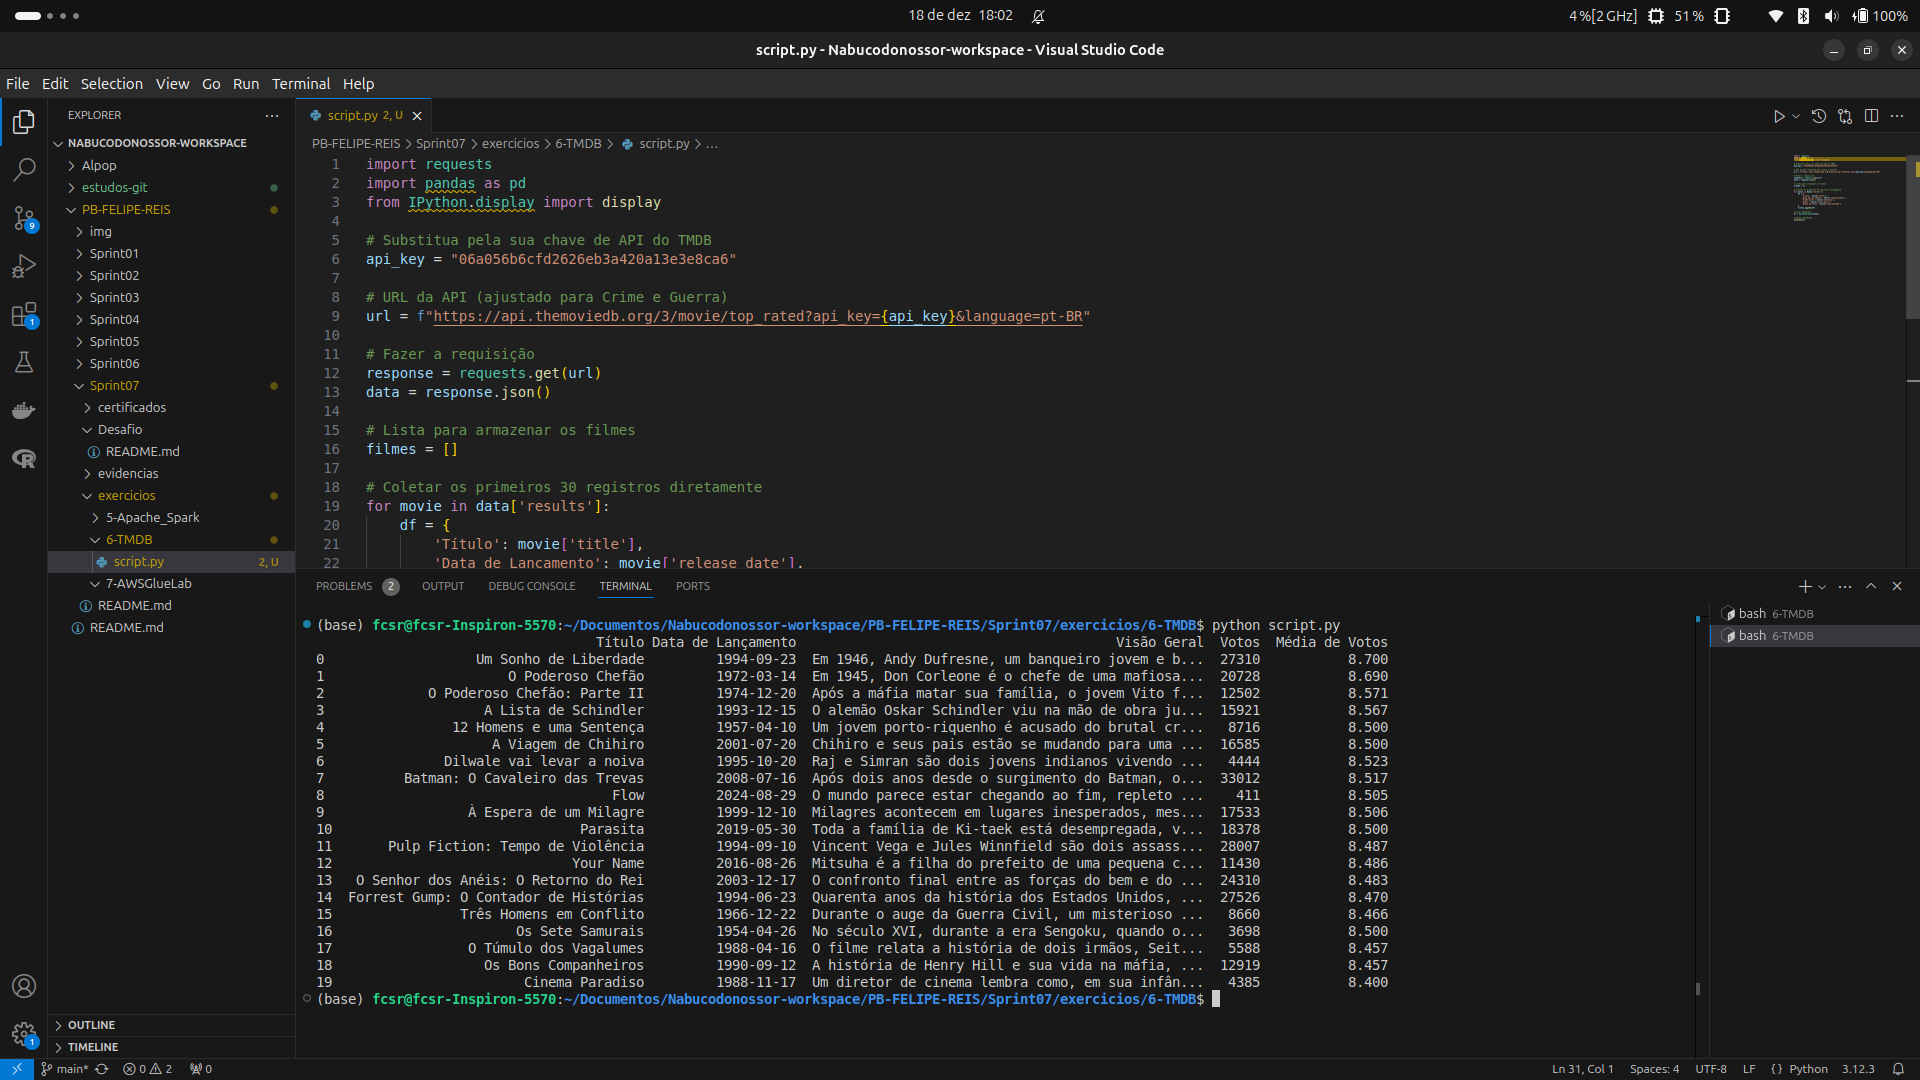 18 de dez 18:02
4 %[2 GHz] 51 % 100%
script.py - Nabucodonossor-workspace - Visual Studio Code
File Edit Selection View Go Run Terminal Help
EXPLORER
NABUCODONOSSOR-WORKSPACE
Alpop
estudos-git
PB-FELIPE-REIS
img
Sprint01
Sprint02
Sprint03
Sprint04
Sprint05
Sprint06
Sprint07
certificados
Desafio
README.md
evidencias
exercicios
5-Apache_Spark
6-TMDB
script.py 2, U
7-AWSGlueLab
README.md
README.md
OUTLINE
TIMELINE
9
1
1
script.py 2, U
PB-FELIPE-REIS > Sprint07 > exercicios > 6-TMDB > script.py > ...
1 import requests
2 import pandas as pd
3 from IPython.display import display
4
5 # Substitua pela sua chave de API do TMDB
6 api_key = "06a056b6cfd2626eb3a420a13e3e8ca6"
7
8 # URL da API (ajustado para Crime e Guerra)
9 url = f"https://api.themoviedb.org/3/movie/top_rated?api_key={api_key}&language=pt-BR"
10
11 # Fazer a requisição
12 response = requests.get(url)
13 data = response.json()
14
15 # Lista para armazenar os filmes
16 filmes = []
17
18 # Coletar os primeiros 30 registros diretamente
19 for movie in data['results']:
20 df = {
21 'Título': movie['title'],
22 'Data de Lançamento': movie['release_date'],
PROBLEMS 2 OUTPUT DEBUG CONSOLE TERMINAL PORTS
bash 6-TMDB
bash 6-TMDB
(base) fcsr@fcsr-Inspiron-5570:~/Documentos/Nabucodonossor-workspace/PB-FELIPE-REIS/Sprint07/exercicios/6-TMDB$ python script.py
Título Data de Lançamento Visão Geral Votos Média de Votos
0 Um Sonho de Liberdade 1994-09-23 Em 1946, Andy Dufresne, um banqueiro jovem e b... 27310 8.700
1 O Poderoso Chefão 1972-03-14 Em 1945, Don Corleone é o chefe de uma mafiosa... 20728 8.690
2 O Poderoso Chefão: Parte II 1974-12-20 Após a máfia matar sua família, o jovem Vito f... 12502 8.571
3 A Lista de Schindler 1993-12-15 O alemão Oskar Schindler viu na mão de obra ju... 15921 8.567
4 12 Homens e uma Sentença 1957-04-10 Um jovem porto-riquenho é acusado do brutal cr... 8716 8.500
5 A Viagem de Chihiro 2001-07-20 Chihiro e seus pais estão se mudando para uma ... 16585 8.500
6 Dilwale vai levar a noiva 1995-10-20 Raj e Simran são dois jovens indianos vivendo ... 4444 8.523
7 Batman: O Cavaleiro das Trevas 2008-07-16 Após dois anos desde o surgimento do Batman, o... 33012 8.517
8 Flow 2024-08-29 O mundo parece estar chegando ao fim, repleto ... 411 8.505
9 À Espera de um Milagre 1999-12-10 Milagres acontecem em lugares inesperados, mes... 17533 8.506
10 Parasita 2019-05-30 Toda a família de Ki-taek está desempregada, v... 18378 8.500
11 Pulp Fiction: Tempo de Violência 1994-09-10 Vincent Vega e Jules Winnfield são dois assass... 28007 8.487
12 Your Name 2016-08-26 Mitsuha é a filha do prefeito de uma pequena c... 11430 8.486
13 O Senhor dos Anéis: O Retorno do Rei 2003-12-17 O confronto final entre as forças do bem e do ... 24310 8.483
14 Forrest Gump: O Contador de Histórias 1994-06-23 Quarenta anos da história dos Estados Unidos, ... 27526 8.470
15 Três Homens em Conflito 1966-12-22 Durante o auge da Guerra Civil, um misterioso ... 8660 8.466
16 Os Sete Samurais 1954-04-26 No século XVI, durante a era Sengoku, quando o... 3698 8.500
17 O Túmulo dos Vagalumes 1988-04-16 O filme relata a história de dois irmãos, Seit... 5588 8.457
18 Os Bons Companheiros 1990-09-12 A história de Henry Hill e sua vida na máfia, ... 12919 8.457
19 Cinema Paradiso 1988-11-17 Um diretor de cinema lembra como, em sua infân... 4385 8.400
(base) fcsr@fcsr-Inspiron-5570:~/Documentos/Nabucodonossor-workspace/PB-FELIPE-REIS/Sprint07/exercicios/6-TMDB$
main* 0 2 0 Ln 31, Col 1 Spaces: 4 UTF-8 LF {} Python 3.12.3